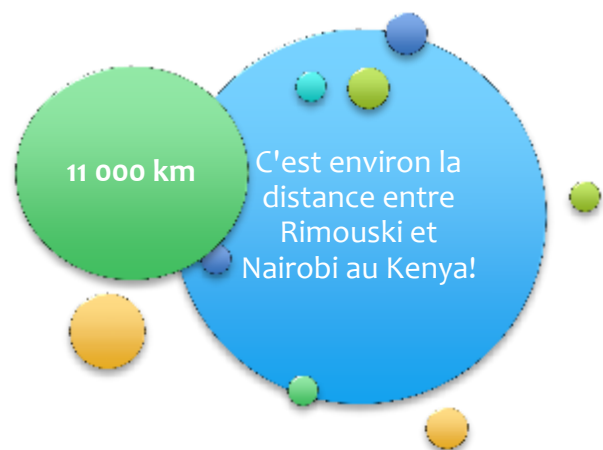 11 000 km
C'est environ la
distance entre
Rimouski et
Nairobi au Kenya!